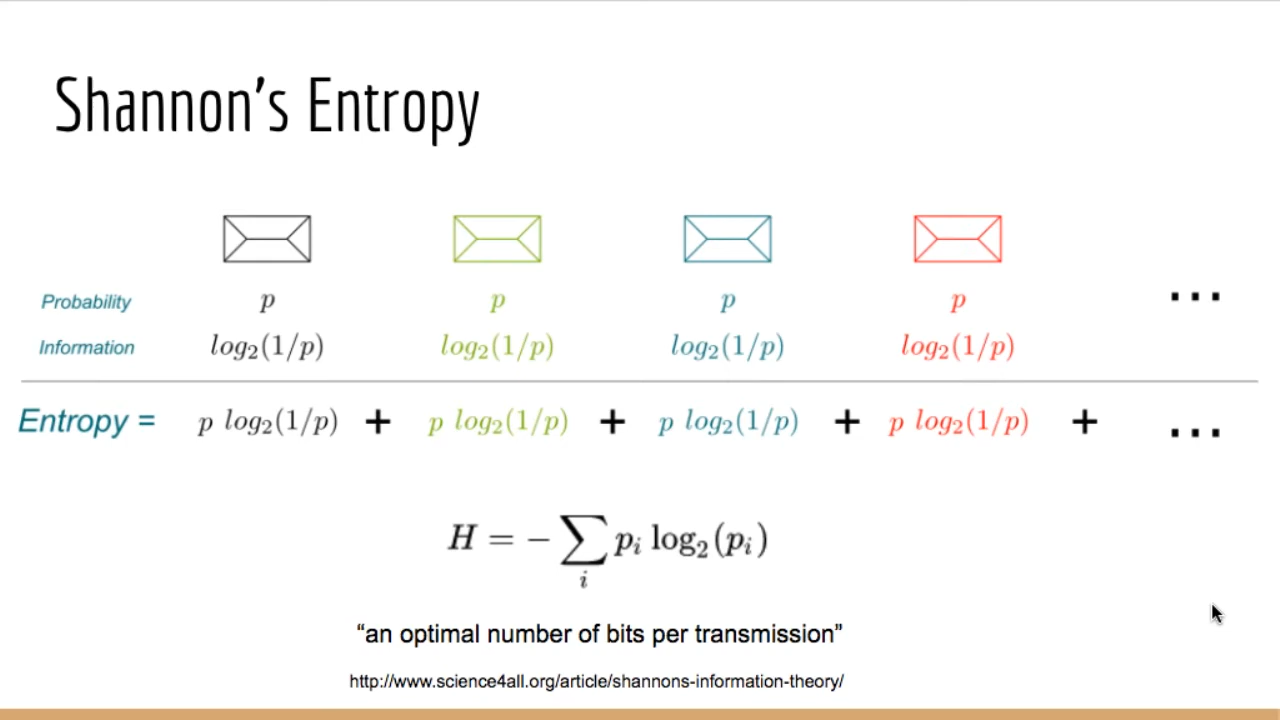 Shannon's Entropy
Probability p p p p ...
Information log₂(1/p) log₂(1/p) log₂(1/p) log₂(1/p)
Entropy = p log₂(1/p) + p log₂(1/p) + p log₂(1/p) + p log₂(1/p) + ...
H = − ∑ pᵢ log₂(pᵢ)
i
“an optimal number of bits per transmission”
http://www.science4all.org/article/shannons-information-theory/